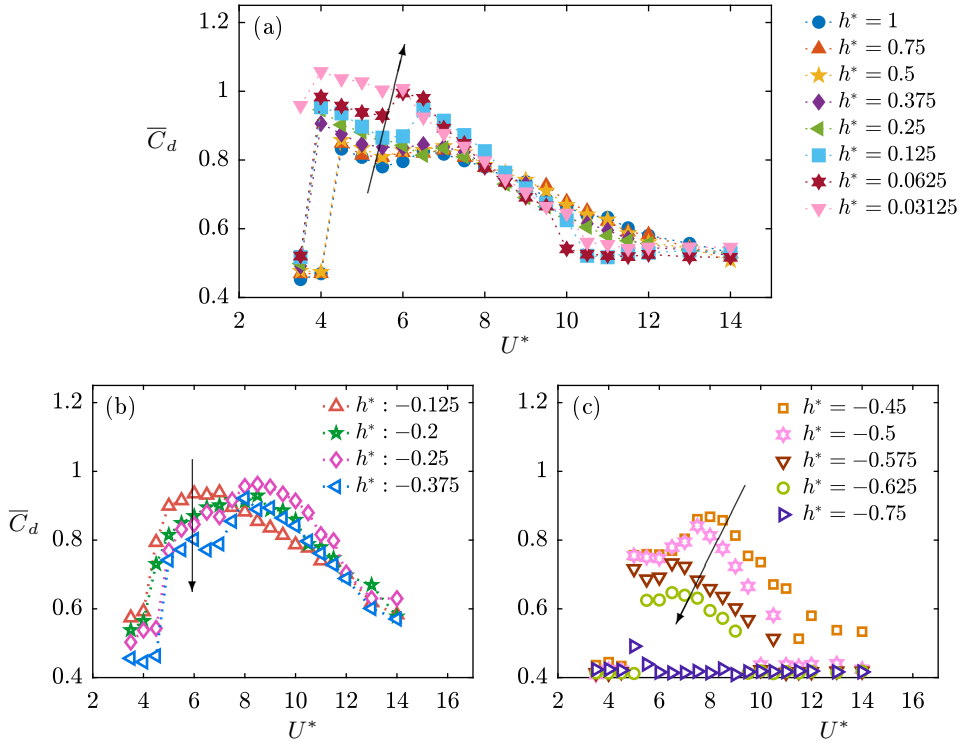 (a)
1.2
1
0.8
0.6
0.4
C̅_d
2 4 6 8 10 12 14
U*
h* = 1
h* = 0.75
h* = 0.5
h* = 0.375
h* = 0.25
h* = 0.125
h* = 0.0625
h* = 0.03125
(b)
1.2
1
0.8
0.6
0.4
C̅_d
2 4 6 8 10 12 14 16
U*
h* : −0.125
h* : −0.2
h* : −0.25
h* : −0.375
(c)
1.2
1
0.8
0.6
0.4
2 4 6 8 10 12 14 16
U*
h* = −0.45
h* = −0.5
h* = −0.575
h* = −0.625
h* = −0.75